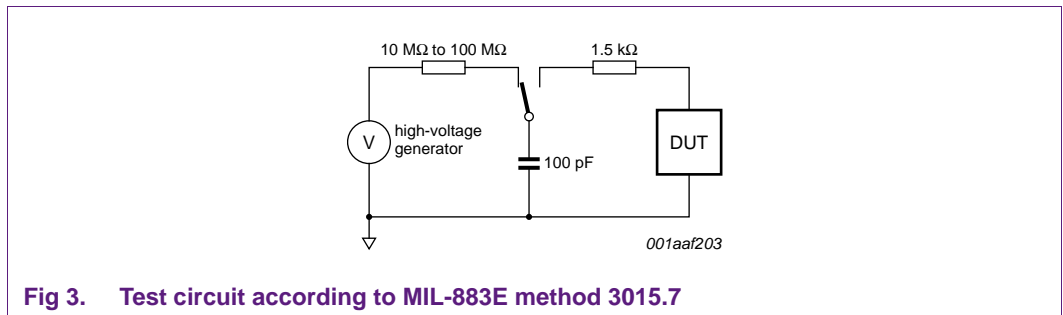 10 MΩ to 100 MΩ
1.5 kΩ
V
high-voltage
generator
100 pF
DUT
001aaf203
Fig 3. Test circuit according to MIL-883E method 3015.7